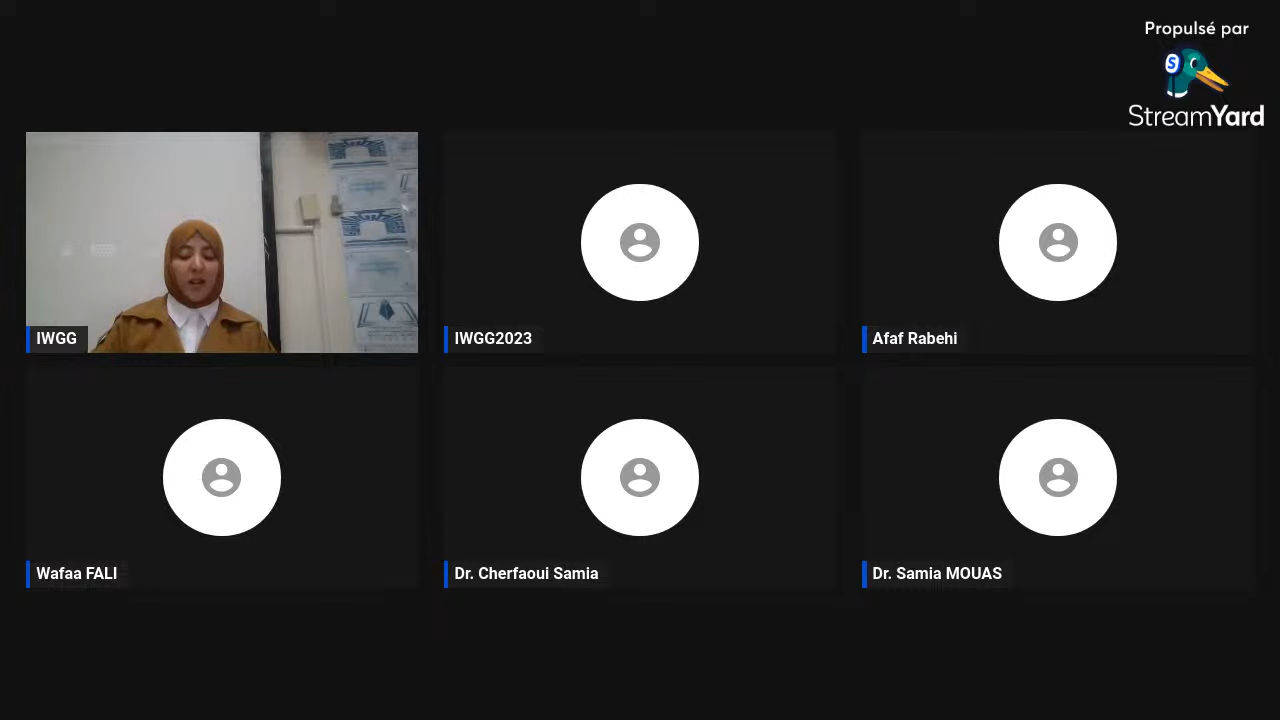 Propulsé par
S
StreamYard
IWGG
IWGG2023
Afaf Rabehi
Wafaa FALI
Dr. Cherfaoui Samia
Dr. Samia MOUAS